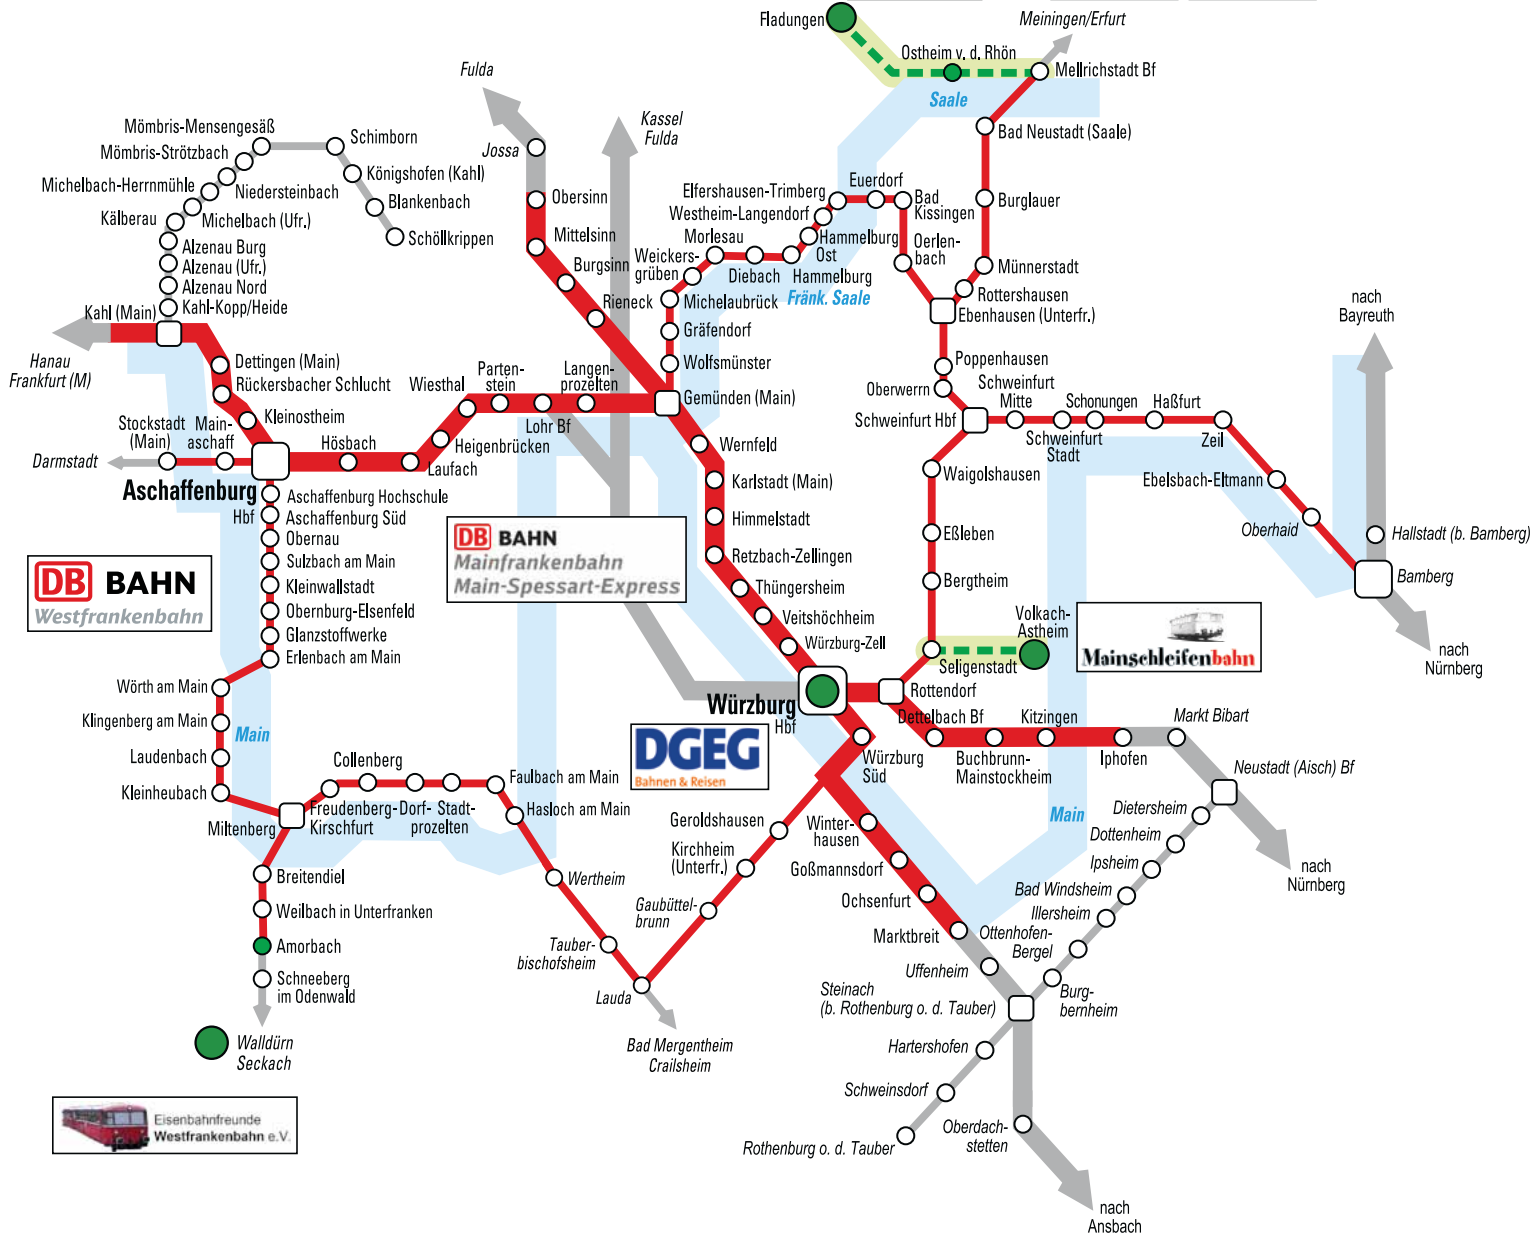 Fladungen
Meiningen/Erfurt
Ostheim v. d. Rhön
Mellrichstadt Bf
Saale
Fulda
Kassel
Fulda
Jossa
Bad Neustadt (Saale)
Mömbris-Mensengesäß
Schimborn
Mömbris-Strötzbach
Königshofen (Kahl)
Michelbach-Herrnmühle
Niedersteinbach
Blankenbach
Kälberau
Michelbach (Ufr.)
Schöllkrippen
Alzenau Burg
Alzenau (Ufr.)
Alzenau Nord
Kahl-Kopp/Heide
Kahl (Main)
Hanau
Frankfurt (M)
Obersinn
Mittelsinn
Burgsinn
Rieneck
Elfershausen-Trimberg
Euerdorf
Bad
Kissingen
Westheim-Langendorf
Hammelburg
Ost
Morlesau
Weickers-
grüben
Diebach
Hammelburg
Oerlen-
bach
Burglauer
Münnerstadt
Rottershausen
Ebenhausen (Unterfr.)
Fränk. Saale
Michelaubrück
Gräfendorf
Wolfsmünster
Gemünden (Main)
nach
Bayreuth
Dettingen (Main)
Rückersbacher Schlucht
Kleinostheim
Wiesthal
Parten-
stein
Langen-
prozelten
Lohr Bf
Heigenbrücken
Laufach
Hösbach
Stockstadt
(Main)
Main-
aschaff
Darmstadt
Aschaffenburg
Hbf
Poppenhausen
Oberwerrn
Schweinfurt
Mitte
Schonungen
Haßfurt
Schweinfurt Hbf
Schweinfurt
Stadt
Zeil
Ebelsbach-Eltmann
Oberhaid
Hallstadt (b. Bamberg)
Bamberg
nach
Nürnberg
Wernfeld
Karlstadt (Main)
Himmelstadt
Retzbach-Zellingen
Thüngersheim
Veitshöchheim
Würzburg-Zell
Waigolshausen
Eßleben
Bergtheim
Volkach-
Astheim
Seligenstadt
Mainschleifenbahn
Aschaffenburg Hochschule
Aschaffenburg Süd
Obernau
Sulzbach am Main
Kleinwallstadt
Obernburg-Elsenfeld
Glanzstoffwerke
Erlenbach am Main
DB BAHN
Westfrankenbahn
DB BAHN
Mainfrankenbahn
Main-Spessart-Express
Wörth am Main
Klingenberg am Main
Laudenbach
Kleinheubach
Main
Würzburg
Hbf
Rottendorf
DGEG
Bahnen & Reisen
Dettelbach Bf
Kitzingen
Markt Bibart
Würzburg
Süd
Buchbrunn-
Mainstockheim
Iphofen
Neustadt (Aisch) Bf
Collenberg
Faulbach am Main
Miltenberg
Freudenberg-
Kirschfurt
Dorf-
Stadt-
prozelten
Hasloch am Main
Geroldshausen
Kirchheim
(Unterfr.)
Winter-
hausen
Goßmannsdorf
Ochsenfurt
Marktbreit
Main
Dietersheim
Dottenheim
Ipsheim
Bad Windsheim
Illersheim
Ottenhofen-
Bergel
Burg-
bernheim
nach
Nürnberg
Breitendiel
Weilbach in Unterfranken
Amorbach
Schneeberg
im Odenwald
Wertheim
Gaubüttel-
brunn
Tauber-
bischofsheim
Lauda
Uffenheim
Steinach
(b. Rothenburg o. d. Tauber)
Walldürn
Seckach
Bad Mergentheim
Crailsheim
Hartershofen
Schweinsdorf
Rothenburg o. d. Tauber
Oberdach-
stetten
Eisenbahnfreunde
Westfrankenbahn e.V.
nach
Ansbach